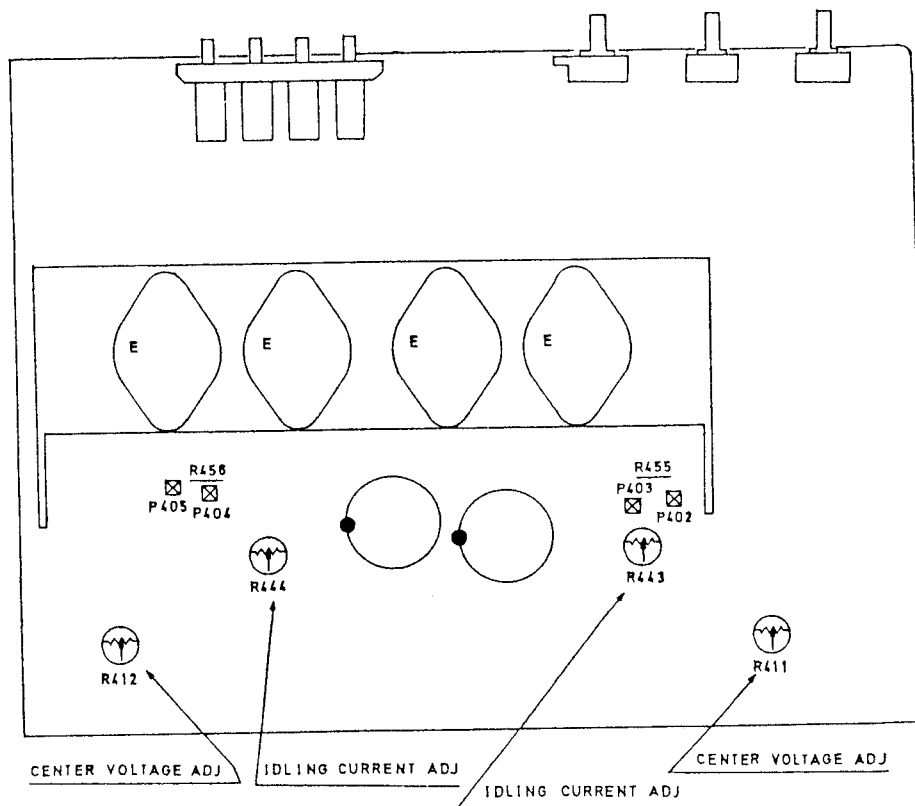 E E E E
R456
R455
P405 P404
P403 P402
R444
R443
R412
R411
CENTER VOLTAGE ADJ
IDLING CURRENT ADJ
IDLING CURRENT ADJ
CENTER VOLTAGE ADJ